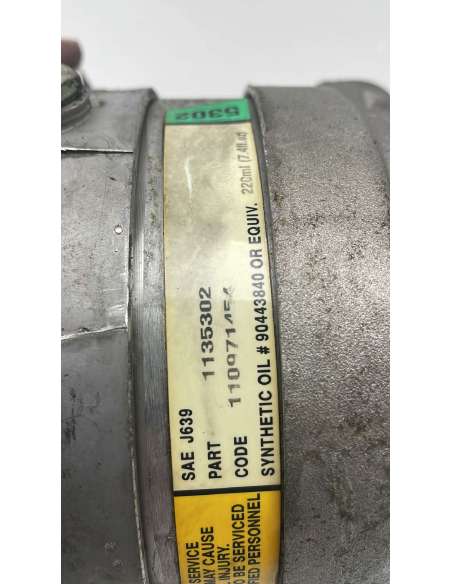 5302
SAE J639
PART 1135302
CODE 110971454
SYNTHETIC OIL # 90443840 OR EQUIV. 220ml (7.4fl.oz)
SERVICE
MAY CAUSE
INJURY.
BE SERVICED
PERSONNEL